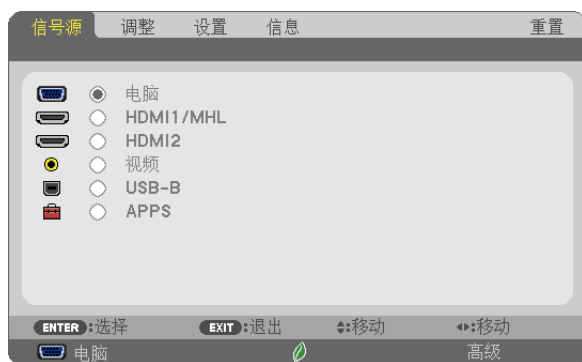 信号源 调整 设置 信息 重置
电脑
HDMI1/MHL
HDMI2
视频
USB-B
APPS
ENTER:选择 EXIT:退出 :移动 :移动
电脑 高级